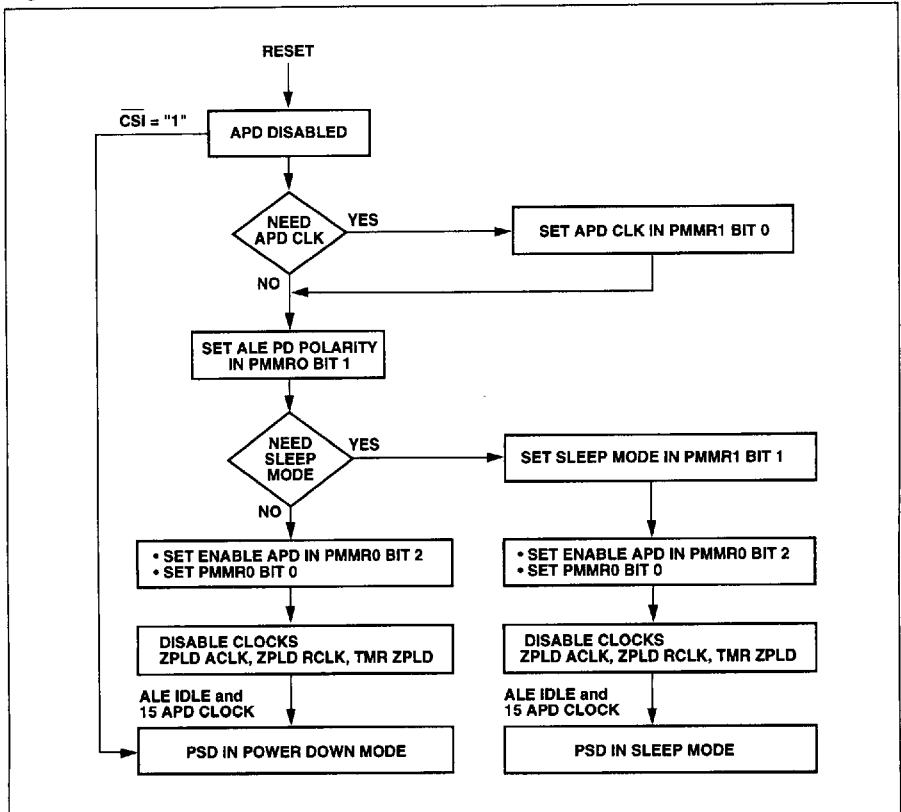 RESET
CSI = "1"
APD DISABLED
NEED
APD CLK
YES
SET APD CLK IN PMMR1 BIT 0
NO
SET ALE PD POLARITY
IN PMMRO BIT 1
NEED
SLEEP
MODE
YES
SET SLEEP MODE IN PMMR1 BIT 1
NO
• SET ENABLE APD IN PMMR0 BIT 2
• SET PMMR0 BIT 0
• SET ENABLE APD IN PMMR0 BIT 2
• SET PMMR0 BIT 0
DISABLE CLOCKS
ZPLD ACLK, ZPLD RCLK, TMR ZPLD
DISABLE CLOCKS
ZPLD ACLK, ZPLD RCLK, TMR ZPLD
ALE IDLE and
15 APD CLOCK
ALE IDLE and
15 APD CLOCK
PSD IN POWER DOWN MODE
PSD IN SLEEP MODE